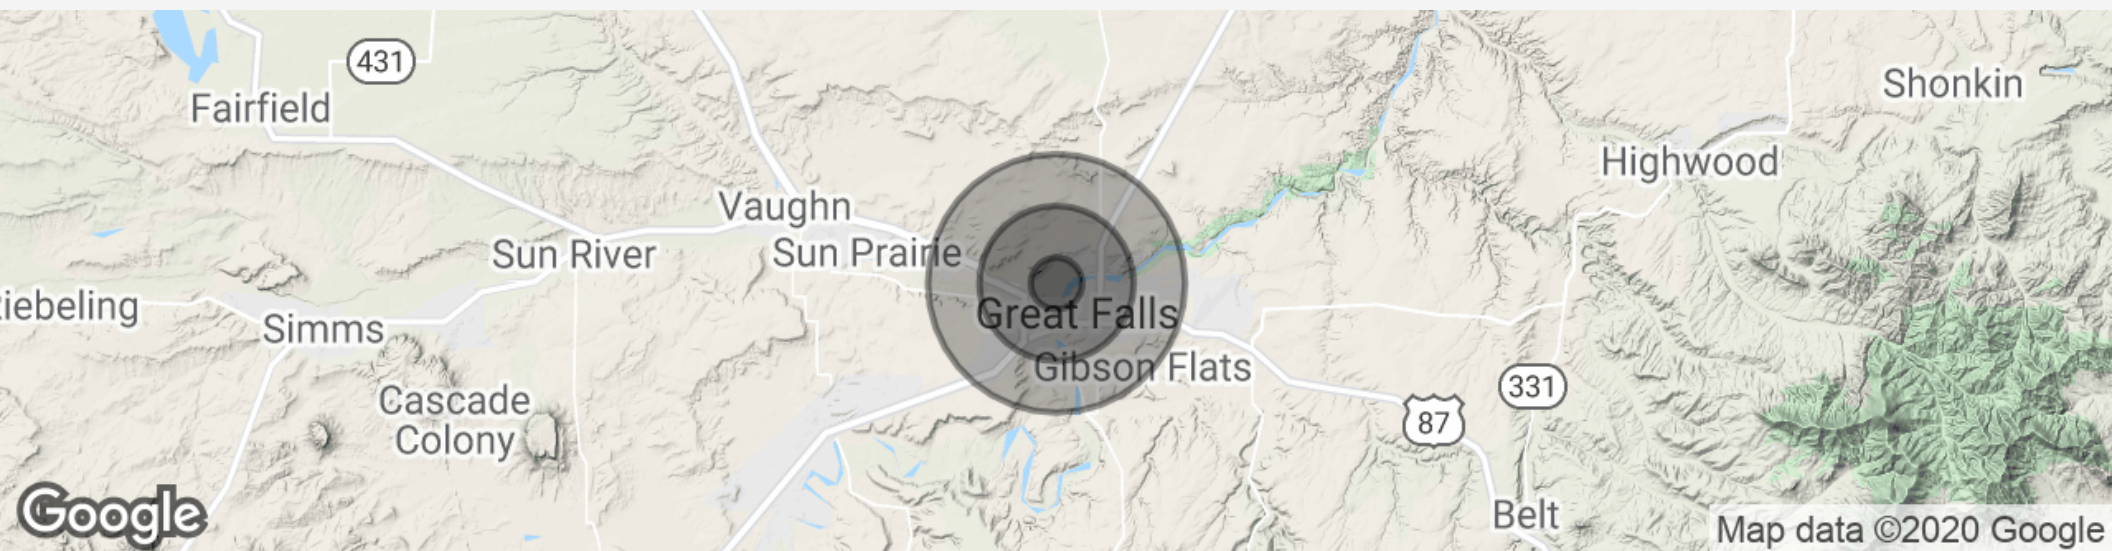 431
Fairfield
Shonkin
Highwood
Vaughn
Sun River
Sun Prairie
iebeling
Simms
Great Falls
Gibson Flats
Cascade
Colony
331
87
Belt
Google
Map data ©2020 Google